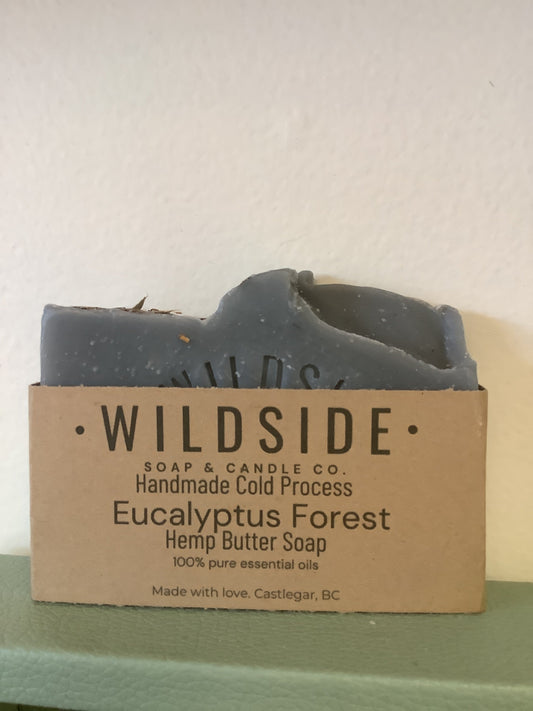 WILDSI
• WILDSIDE •
SOAP & CANDLE CO.
Handmade Cold Process
Eucalyptus Forest
Hemp Butter Soap
100% pure essential oils
Made with love. Castlegar, BC